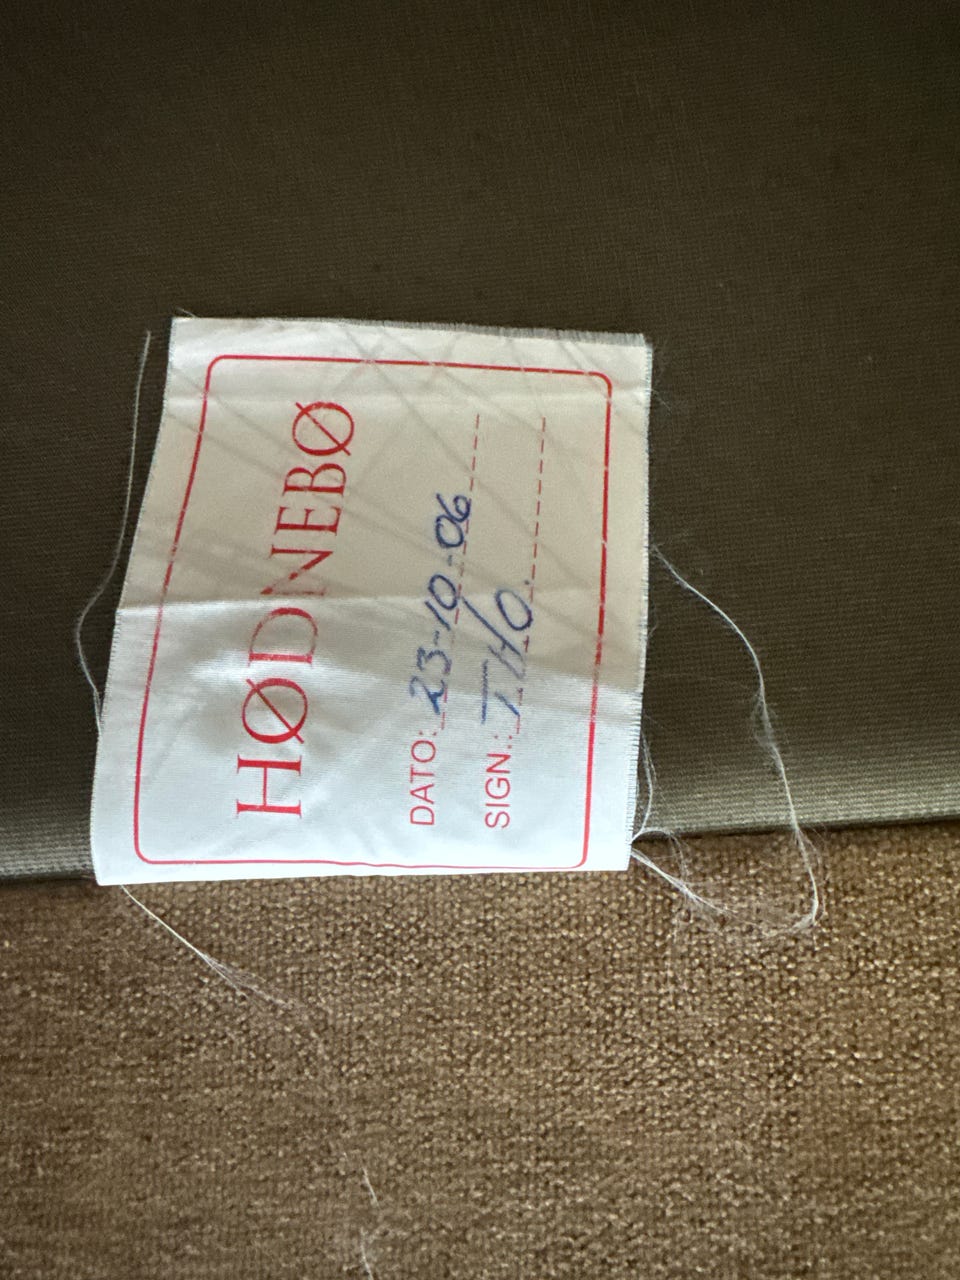 HØDNEBØ
DATO: 23-10-06
SIGN.: THO.